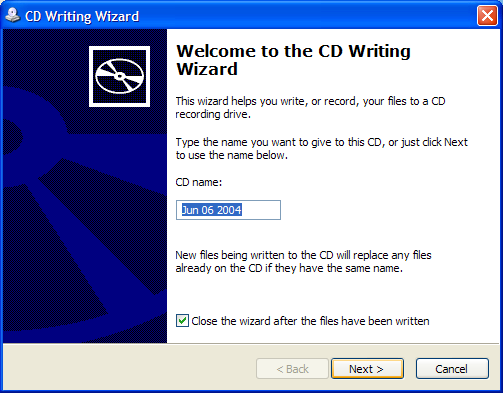 CD Writing Wizard
Welcome to the CD Writing
Wizard
This wizard helps you write, or record, your files to a CD
recording drive.
Type the name you want to give to this CD, or just click Next
to use the name below.
CD name:
Jun 06 2004
New files being written to the CD will replace any files
already on the CD if they have the same name.
Close the wizard after the files have been written
< Back Next > Cancel